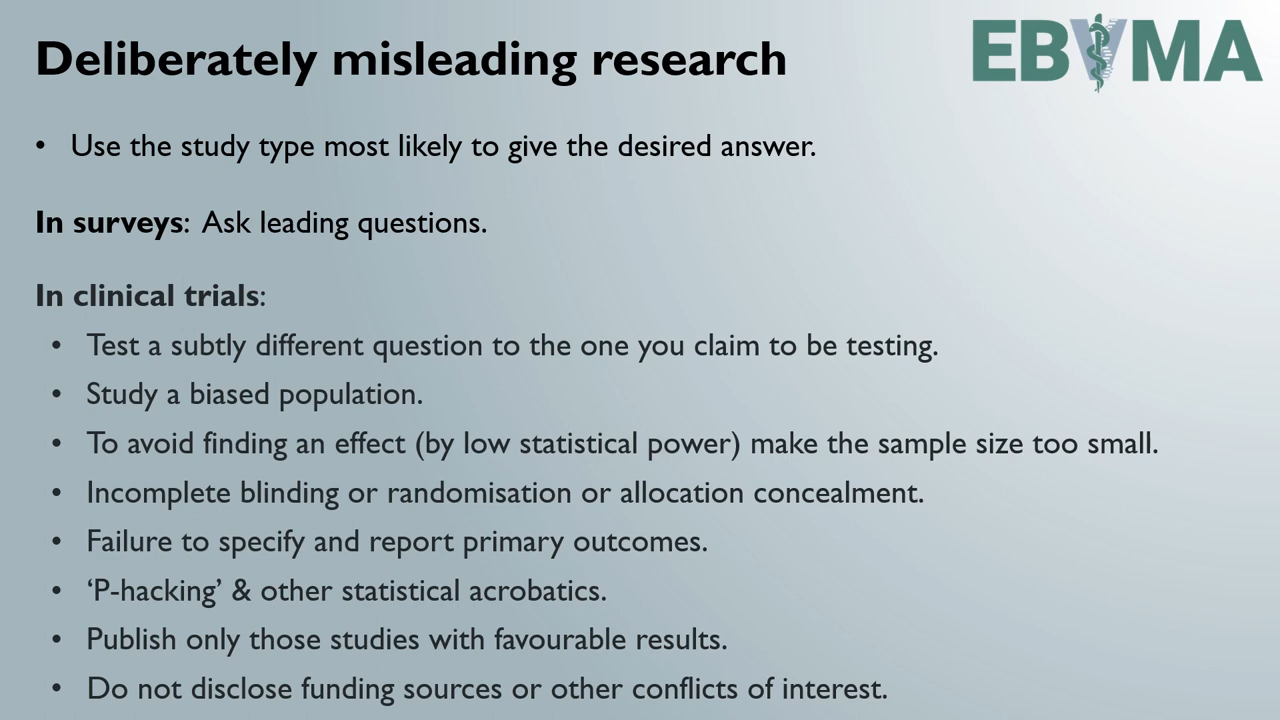 Deliberately misleading research
EBVMA
• Use the study type most likely to give the desired answer.
In surveys: Ask leading questions.
In clinical trials:
• Test a subtly different question to the one you claim to be testing.
• Study a biased population.
• To avoid finding an effect (by low statistical power) make the sample size too small.
• Incomplete blinding or randomisation or allocation concealment.
• Failure to specify and report primary outcomes.
• ‘P-hacking’ & other statistical acrobatics.
• Publish only those studies with favourable results.
• Do not disclose funding sources or other conflicts of interest.